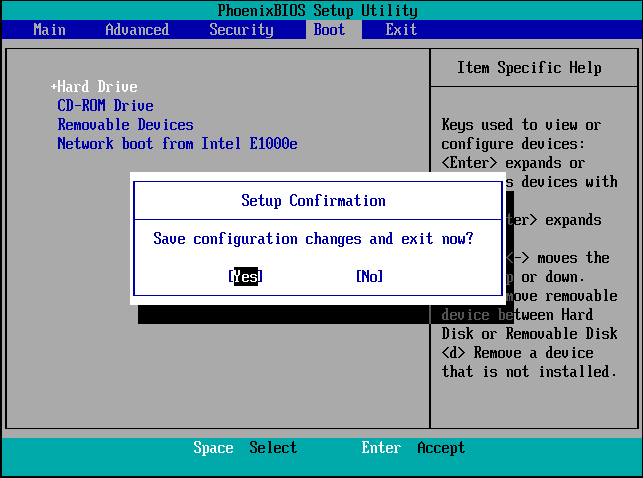 PhoenixBIOS Setup Utility
Main Advanced Security Boot Exit
+Hard Drive
CD-ROM Drive
Removable Devices
Network boot from Intel E1000e
Item Specific Help
Keys used to view or
configure devices:
<Enter> expands or
s devices with
ter> expands
<-> moves the
p or down.
move removable
device between Hard
Disk or Removable Disk
<d> Remove a device
that is not installed.
Setup Confirmation
Save configuration changes and exit now?
[Yes] [No]
Space Select Enter Accept